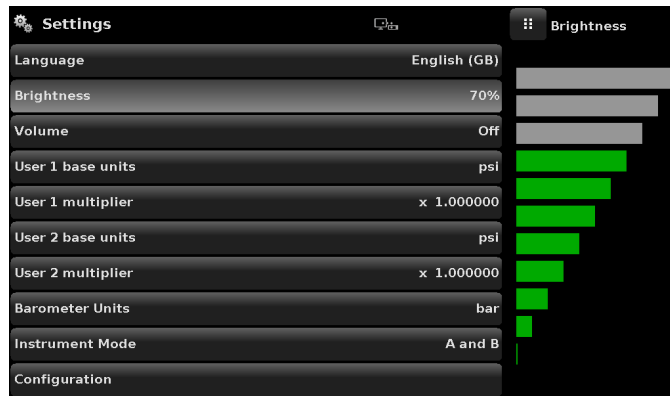 Settings
Brightness
Language English (GB)
Brightness 70%
Volume Off
User 1 base units psi
User 1 multiplier x 1.000000
User 2 base units psi
User 2 multiplier x 1.000000
Barometer Units bar
Instrument Mode A and B
Configuration